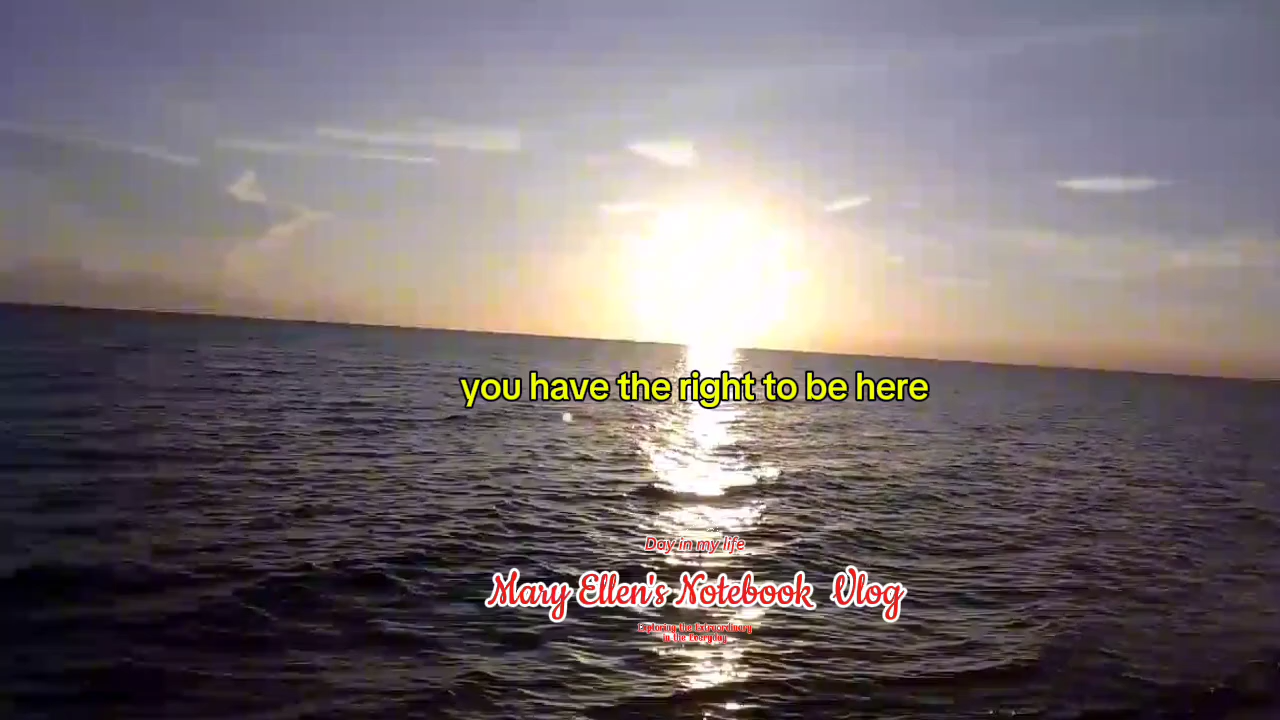 you have the right to be here
Day in my life
Mary Ellen's Notebook Vlog
Exploring the Extraordinary
in the Everyday